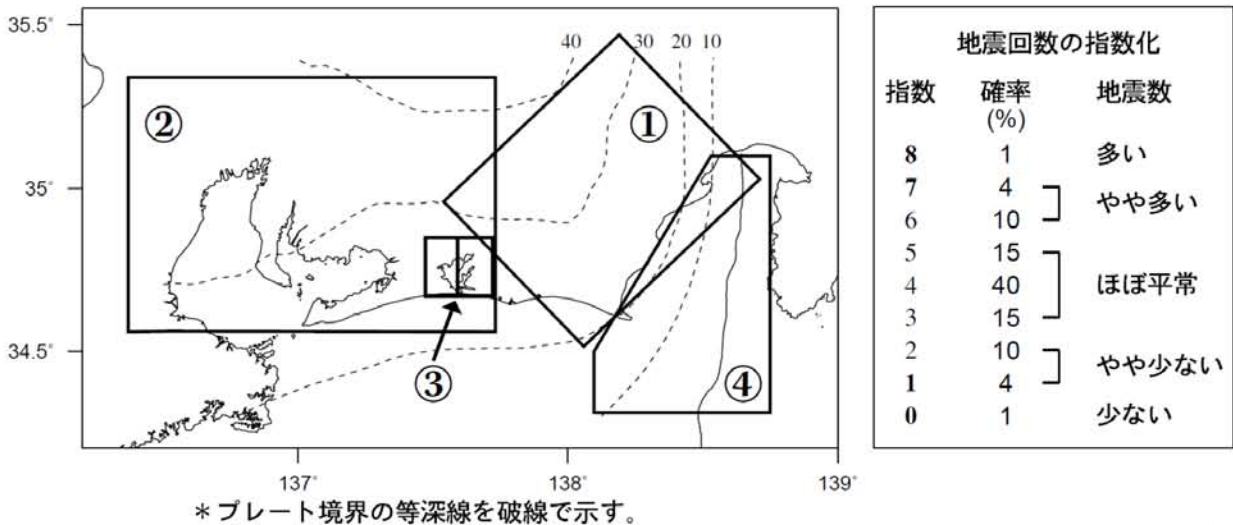 35.5°
35°
34.5°
137°
138°
139°
40
30
20
10
①
②
③
④
＊プレート境界の等深線を破線で示す。
地震回数の指数化
指数 確率 地震数
(%)
8 1 多い
7 4
やや多い
6 10
5 15
4 40 ほぼ平常
3 15
2 10
やや少ない
1 4
0 1 少ない